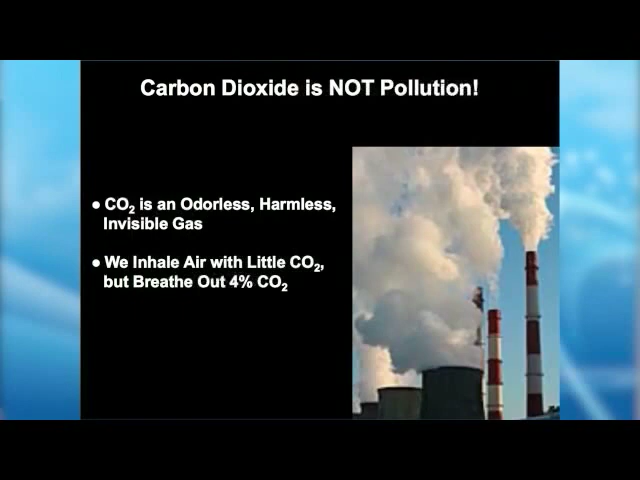 Carbon Dioxide is NOT Pollution!
● CO₂ is an Odorless, Harmless,
Invisible Gas
● We Inhale Air with Little CO₂,
but Breathe Out 4% CO₂